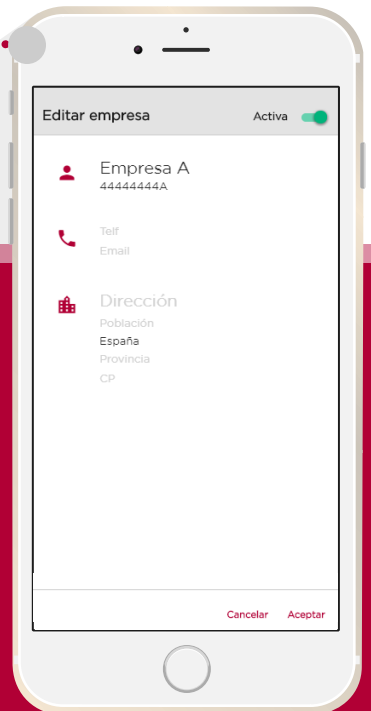 Editar empresa Activa
Empresa A
44444444A
Telf
Email
Dirección
Población
España
Provincia
CP
Cancelar Aceptar